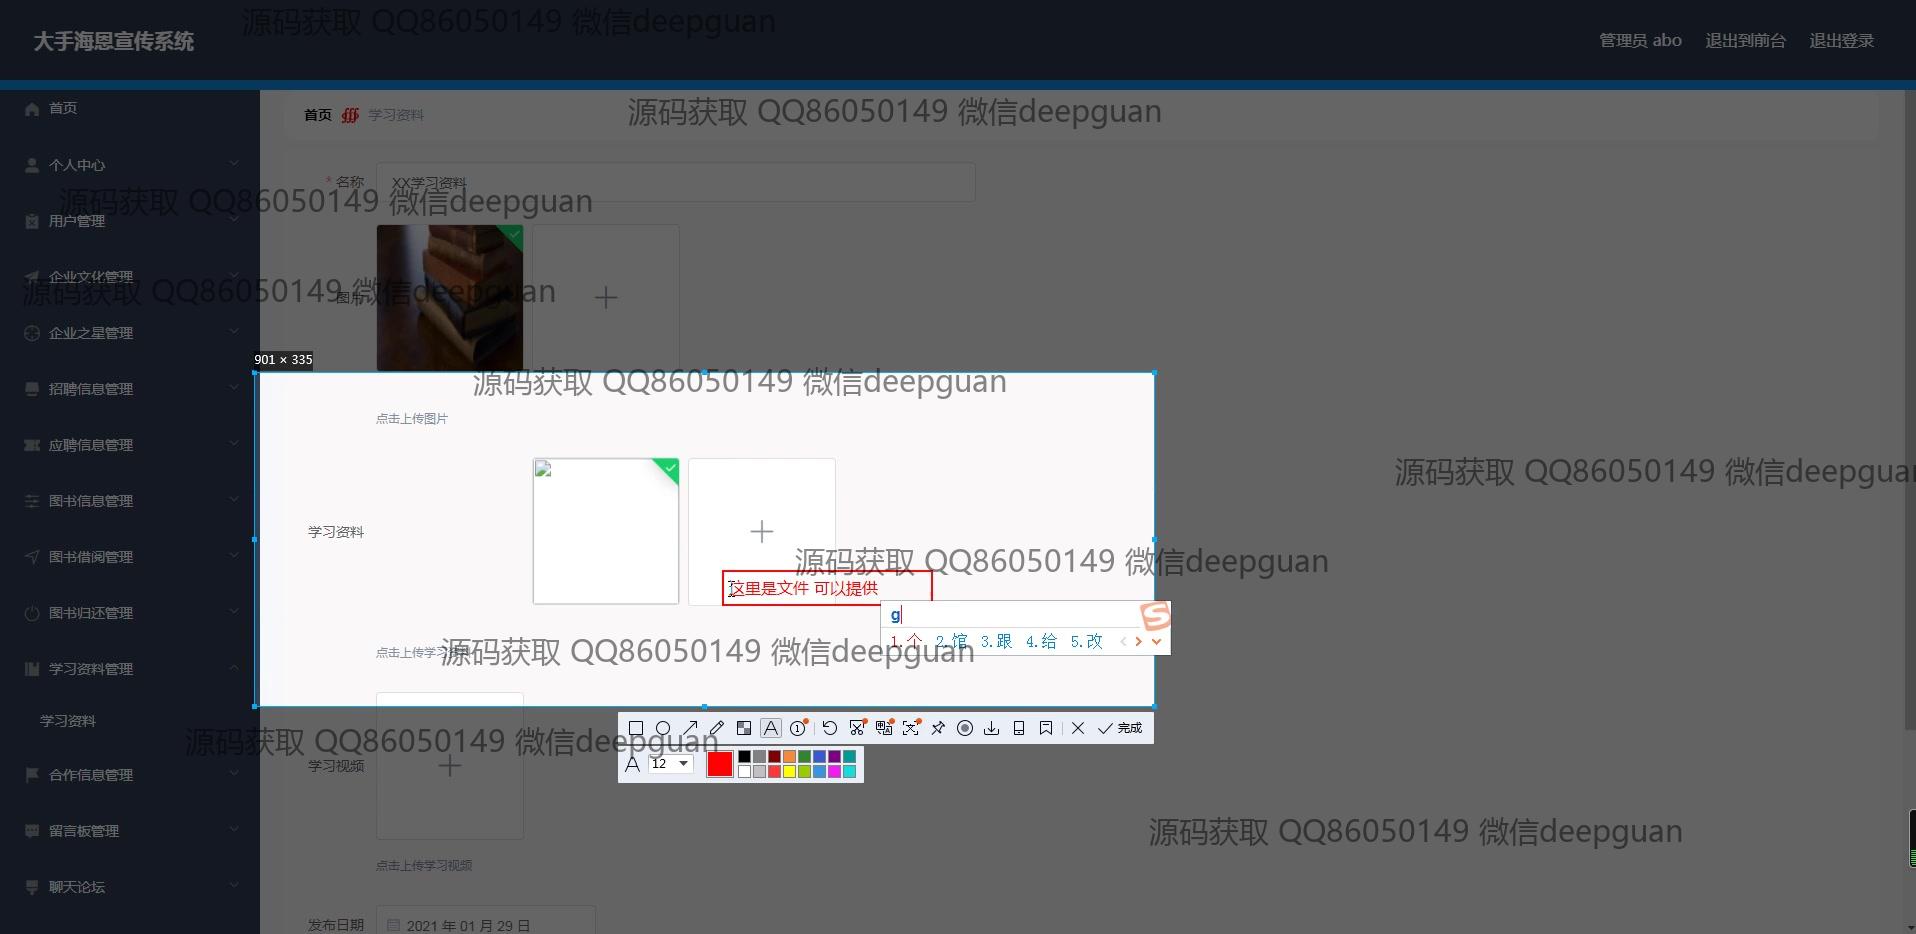 源码获取 QQ86050149 微信deepguan
大手海恩宣传系统
管理员 abo
退出到前台
退出登录
首页
个人中心
用户管理
企业文化管理
企业之星管理
招聘信息管理
应聘信息管理
图书信息管理
图书借阅管理
图书归还管理
学习资料管理
学习资料
合作信息管理
留言板管理
聊天论坛
首页 学习资料
源码获取 QQ86050149 微信deepguan
* 名称 XX学习资料
源码获取 QQ86050149 微信deepguan
图片
源码获取 QQ86050149 微信deepguan
901 × 335
源码获取 QQ86050149 微信deepguan
点击上传图片
源码获取 QQ86050149 微信deepguan
学习资料
源码获取 QQ86050149 微信deepguan
这里是文件 可以提供
g
1.个 2.馆 3.跟 4.给 5.改
点击上传学习资料
源码获取 QQ86050149 微信deepguan
完成
源码获取 QQ86050149 微信deepguan
A 12
学习视频
源码获取 QQ86050149 微信deepguan
点击上传学习视频
发布日期 2021 年 01 月 29 日